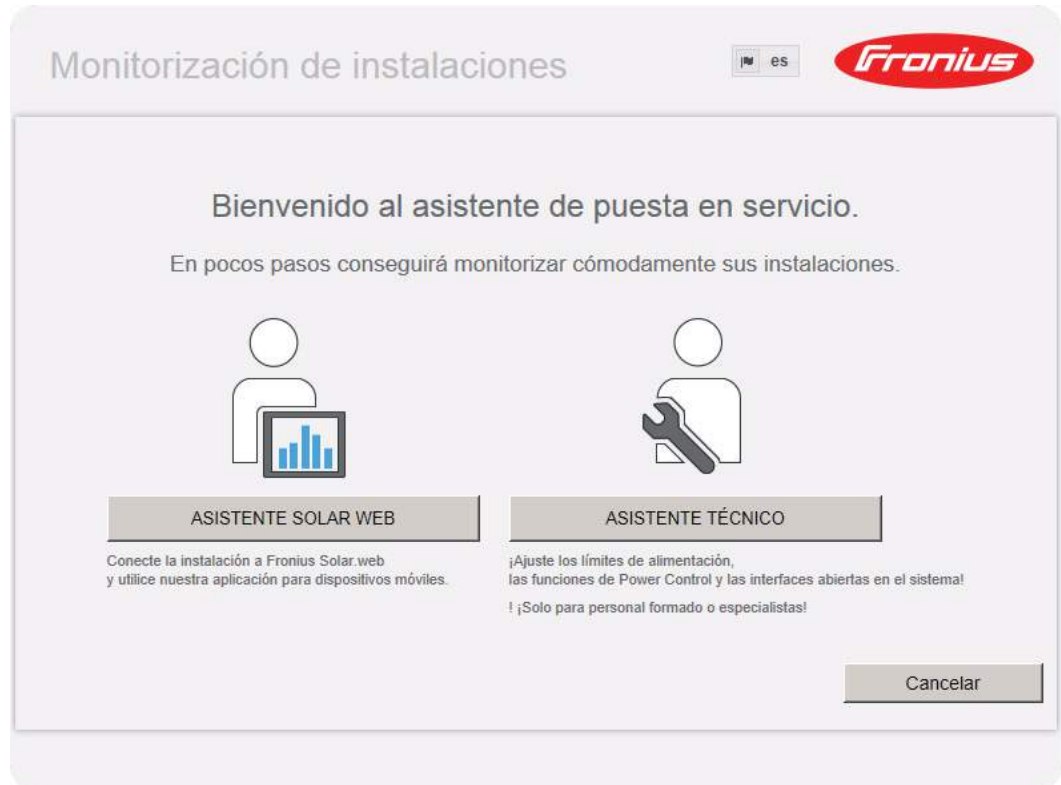 Monitorización de instalaciones
es
Fronius
Bienvenido al asistente de puesta en servicio.
En pocos pasos conseguirá monitorizar cómodamente sus instalaciones.
ASISTENTE SOLAR WEB
Conecte la instalación a Fronius Solar.web
y utilice nuestra aplicación para dispositivos móviles.
ASISTENTE TÉCNICO
¡Ajuste los límites de alimentación,
las funciones de Power Control y las interfaces abiertas en el sistema!
! ¡Solo para personal formado o especialistas!
Cancelar